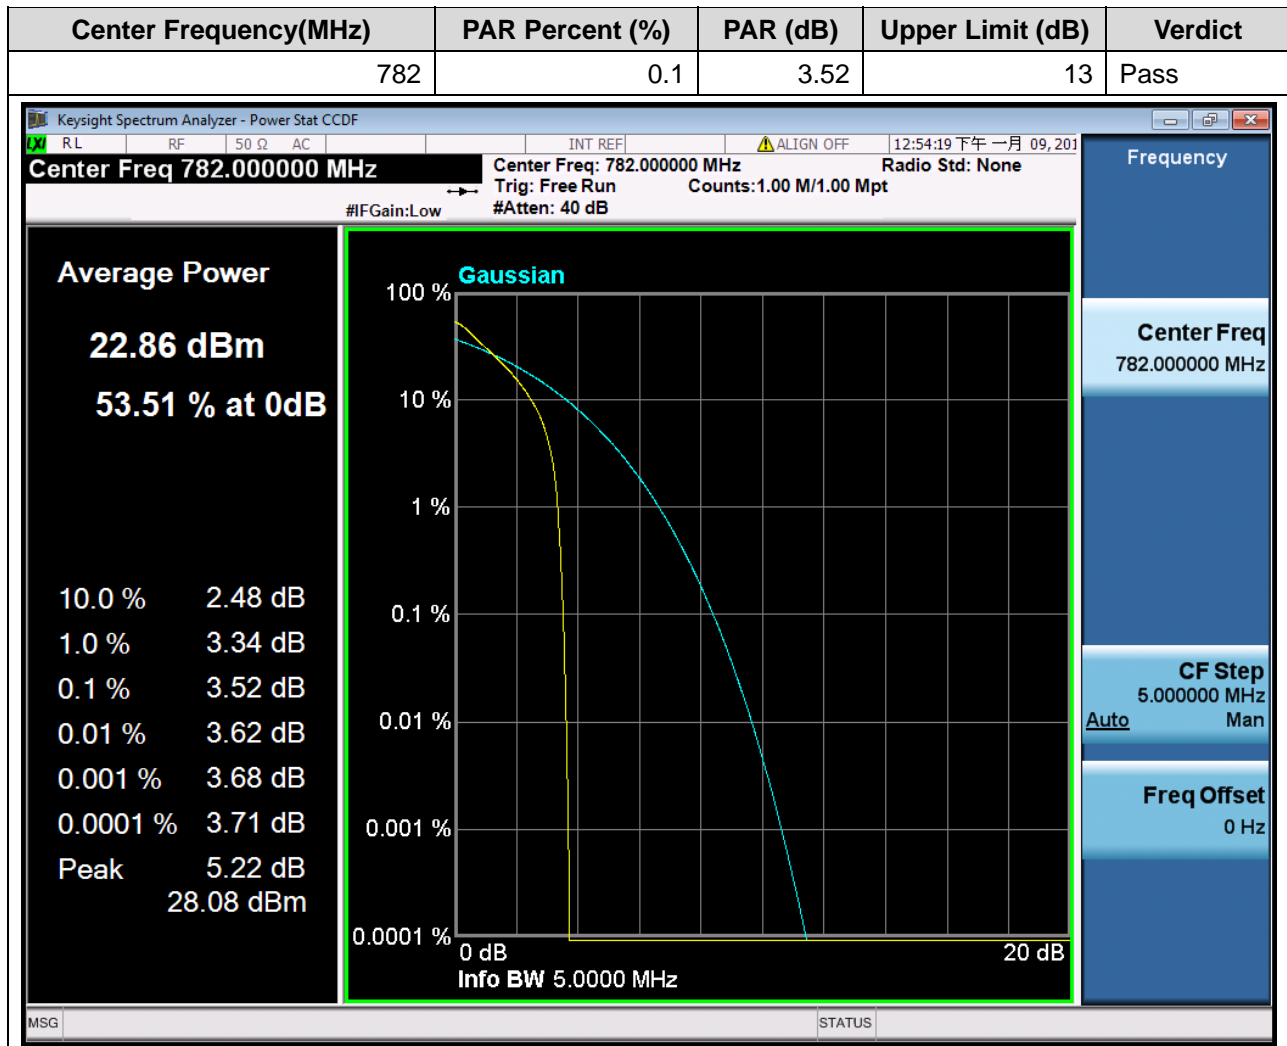 Center Frequency(MHz) PAR Percent (%) PAR (dB) Upper Limit (dB) Verdict
782 0.1 3.52 13 Pass
Keysight Spectrum Analyzer - Power Stat CCDF
LXI RL RF 50 Ω AC INT REF ALIGN OFF 12:54:19 下午 一月 09, 201
Center Freq 782.000000 MHz
Center Freq: 782.000000 MHz Radio Std: None
Trig: Free Run Counts:1.00 M/1.00 Mpt
#IFGain:Low #Atten: 40 dB
Average Power
22.86 dBm
53.51 % at 0dB
10.0 % 2.48 dB
1.0 % 3.34 dB
0.1 % 3.52 dB
0.01 % 3.62 dB
0.001 % 3.68 dB
0.0001 % 3.71 dB
Peak 5.22 dB
28.08 dBm
Gaussian
100 %
10 %
1 %
0.1 %
0.01 %
0.001 %
0.0001 %
0 dB 20 dB
Info BW 5.0000 MHz
Frequency
Center Freq
782.000000 MHz
CF Step
5.000000 MHz
Auto Man
Freq Offset
0 Hz
MSG STATUS